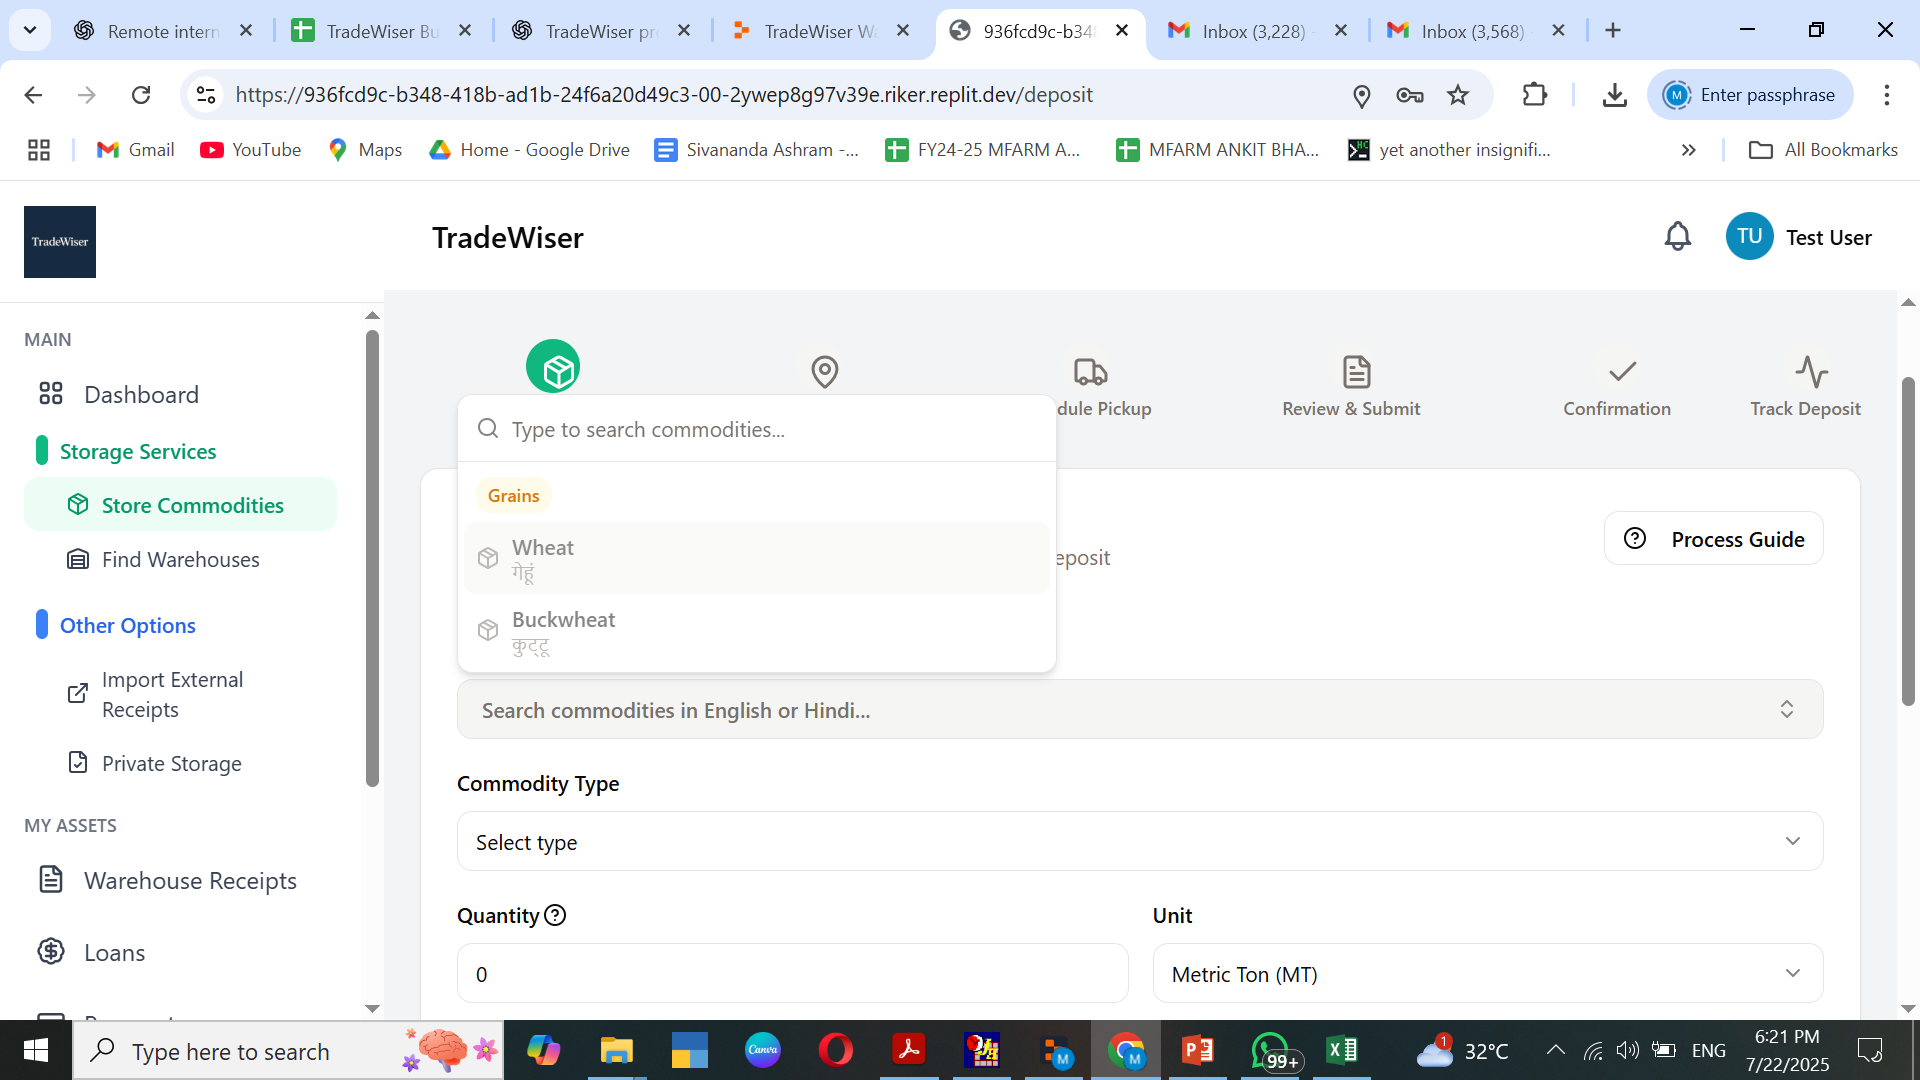 Remote intern
TradeWiser Bu
TradeWiser pr
TradeWiser Wa
936fcd9c-b348
Inbox (3,228)
Inbox (3,568)
https://936fcd9c-b348-418b-ad1b-24f6a20d49c3-00-2ywep8g97v39e.riker.replit.dev/deposit
M
Enter passphrase
Gmail
YouTube
Maps
Home - Google Drive
Sivananda Ashram -...
FY24-25 MFARM A...
MFARM ANKIT BHA...
yet another insignifi...
All Bookmarks
TradeWiser
TradeWiser
TU
Test User
MAIN
Dashboard
Storage Services
Store Commodities
Find Warehouses
Other Options
Import External
Receipts
Private Storage
MY ASSETS
Warehouse Receipts
Loans
dule Pickup
Review & Submit
Confirmation
Track Deposit
Type to search commodities...
Grains
Wheat
गेहूं
Buckwheat
कुट्टू
eposit
Process Guide
Search commodities in English or Hindi...
Commodity Type
Select type
Quantity
Unit
0
Metric Ton (MT)
Type here to search
Canva
M
M
99+
1
32°C
ENG
6:21 PM
7/22/2025